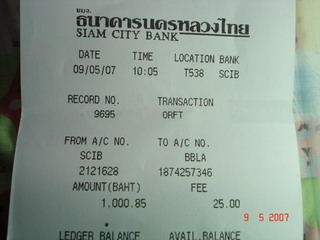 บมจ.
ธนาคารนครหลวงไทย
SIAM CITY BANK
DATE TIME LOCATION BANK
09/05/07 10:05 T538 SCIB
RECORD NO. TRANSACTION
9695 ORFT
FROM A/C NO. TO A/C NO.
SCIB BBLA
2121628 1874257346
AMOUNT(BAHT) FEE
1,000.85 25.00
9 5 2007
LEDGER BALANCE AVAIL.BALANCE